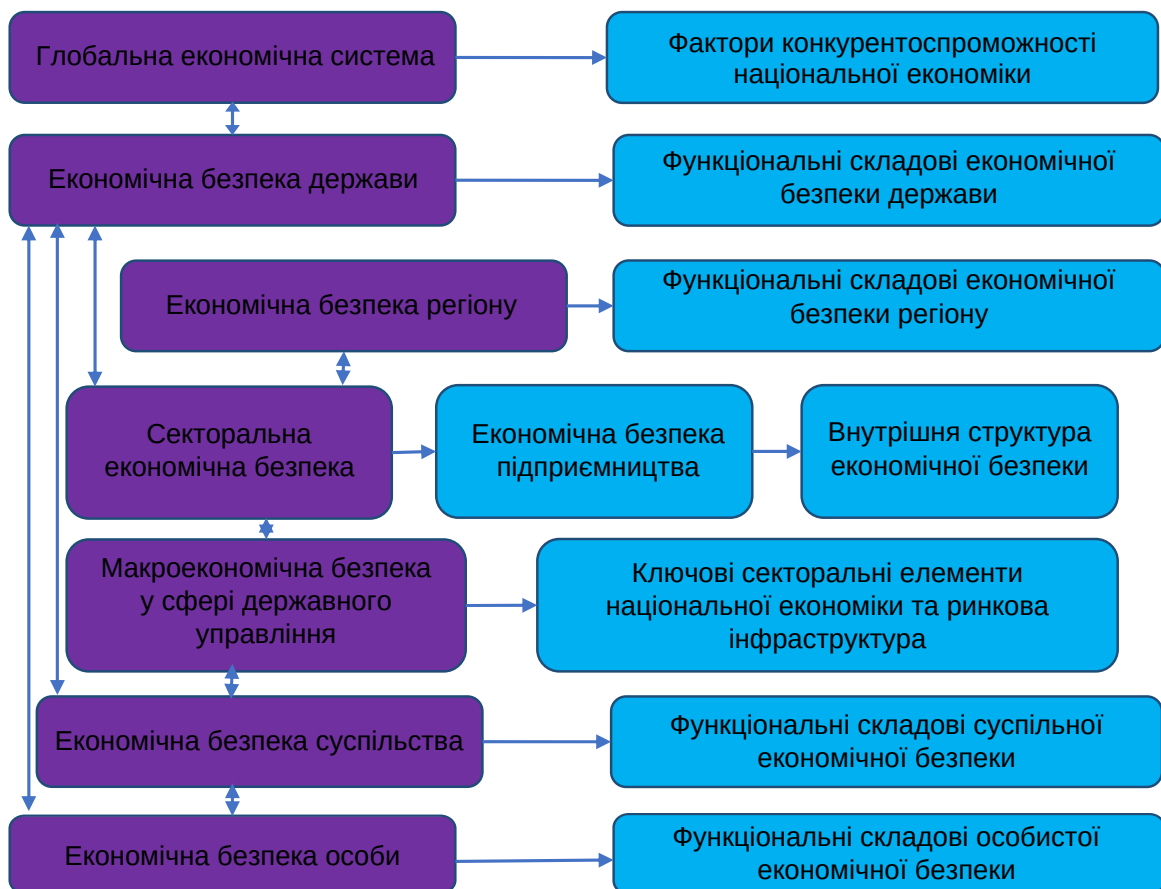 Глобальна економічна система
Фактори конкурентоспроможності
національної економіки
Економічна безпека держави
Функціональні складові економічної
безпеки держави
Економічна безпека регіону
Функціональні складові економічної
безпеки регіону
Секторальна
економічна безпека
Економічна безпека
підприємництва
Внутрішня структура
економічної безпеки
Макроекономічна безпека
у сфері державного
управління
Ключові секторальні елементи
національної економіки та ринкова
інфраструктура
Економічна безпека суспільства
Функціональні складові суспільної
економічної безпеки
Економічна безпека особи
Функціональні складові особистої
економічної безпеки